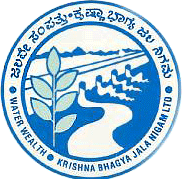 ಜಲವೇ ಸಂಪತ್ತು • ಕೃಷ್ಣಾ ಭಾಗ್ಯ ಜಲ ನಿಗಮ
WATER WEALTH • KRISHNA BHAGYA JALA NIGAM LTD •